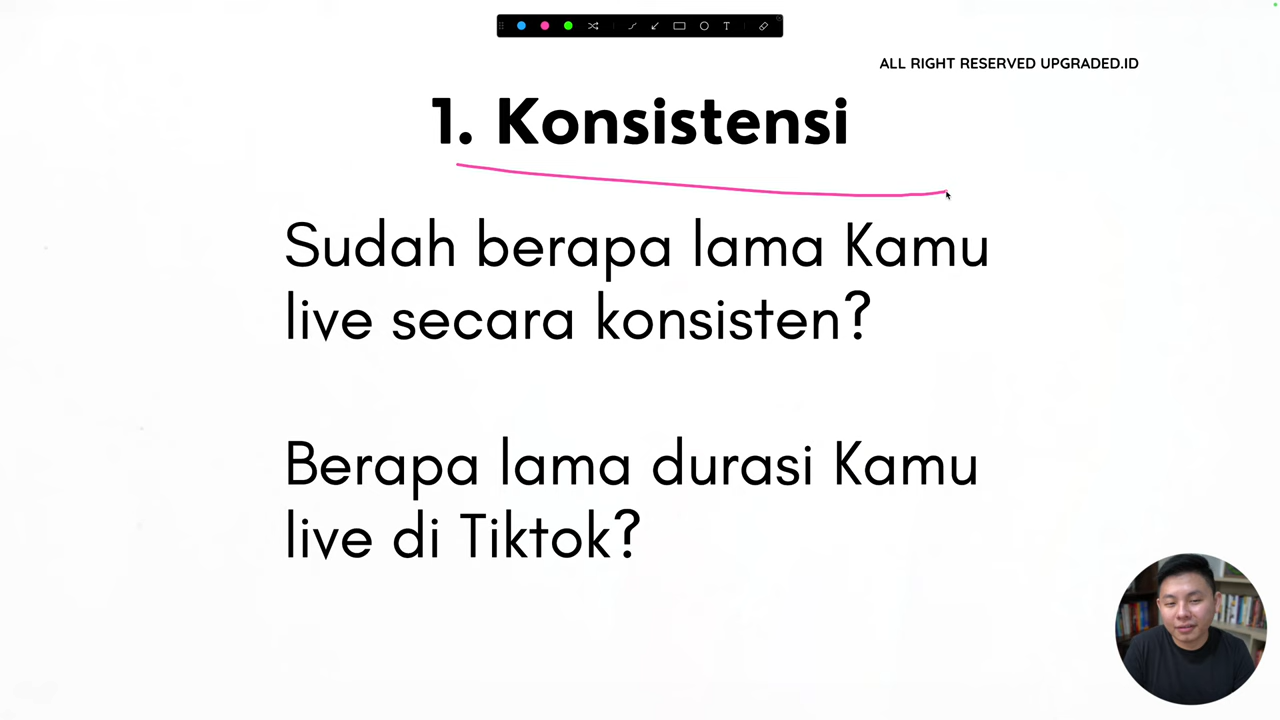 ALL RIGHT RESERVED UPGRADED.ID
1. Konsistensi
Sudah berapa lama Kamu
live secara konsisten?
Berapa lama durasi Kamu
live di Tiktok?